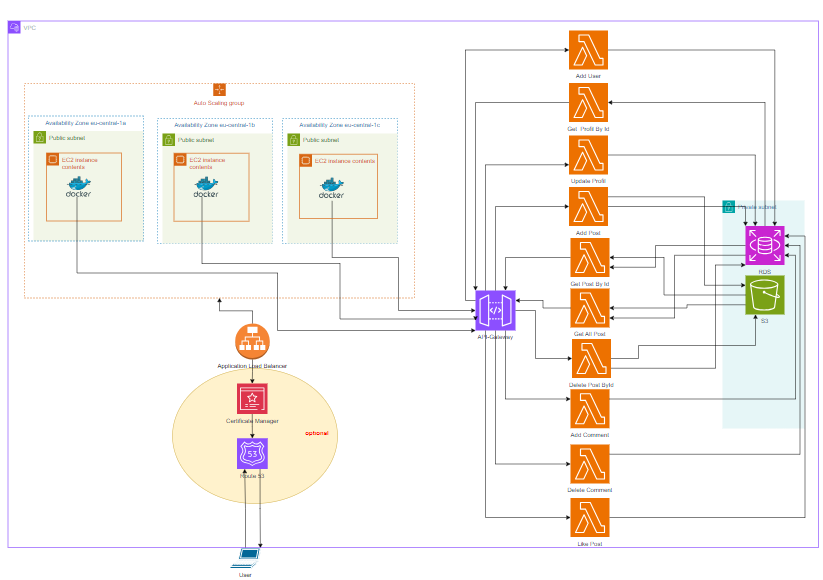 VPC
Auto Scaling group
Availability Zone eu-central-1a
Public subnet
EC2 instance
contents
docker
Availability Zone eu-central-1b
Public subnet
EC2 instance
contents
docker
Availability Zone eu-central-1c
Public subnet
EC2 instance contents
docker
Application Load Balancer
Certificate Manager
optional
53
Route 53
User
API-Gateway
Add User
Get Profil By Id
Update Profil
Add Post
Get Post By Id
Get All Post
Delete Post ById
Add Comment
Delete Comment
Like Post
Private subnet
RDS
S3